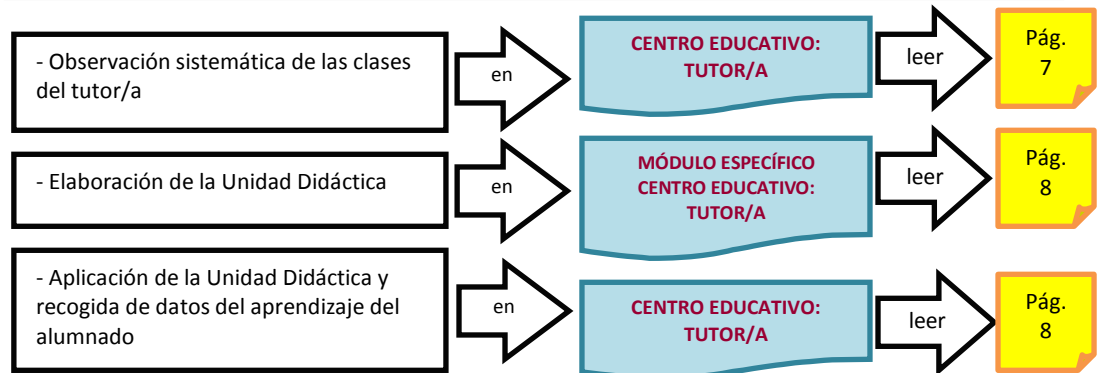 - Observación sistemática de las clases
del tutor/a
en
CENTRO EDUCATIVO:
TUTOR/A
leer
Pág.
7
- Elaboración de la Unidad Didáctica
en
MÓDULO ESPECÍFICO
CENTRO EDUCATIVO:
TUTOR/A
leer
Pág.
8
- Aplicación de la Unidad Didáctica y
recogida de datos del aprendizaje del
alumnado
en
CENTRO EDUCATIVO:
TUTOR/A
leer
Pág.
8